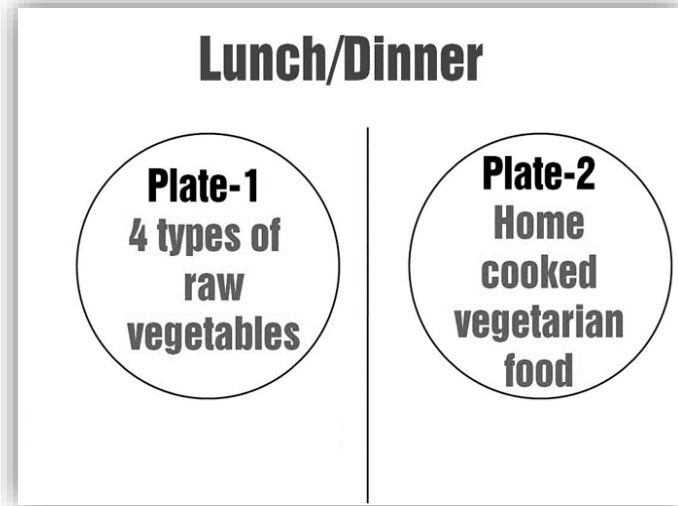 Lunch/Dinner
Plate-1
4 types of
raw
vegetables
Plate-2
Home
cooked
vegetarian
food